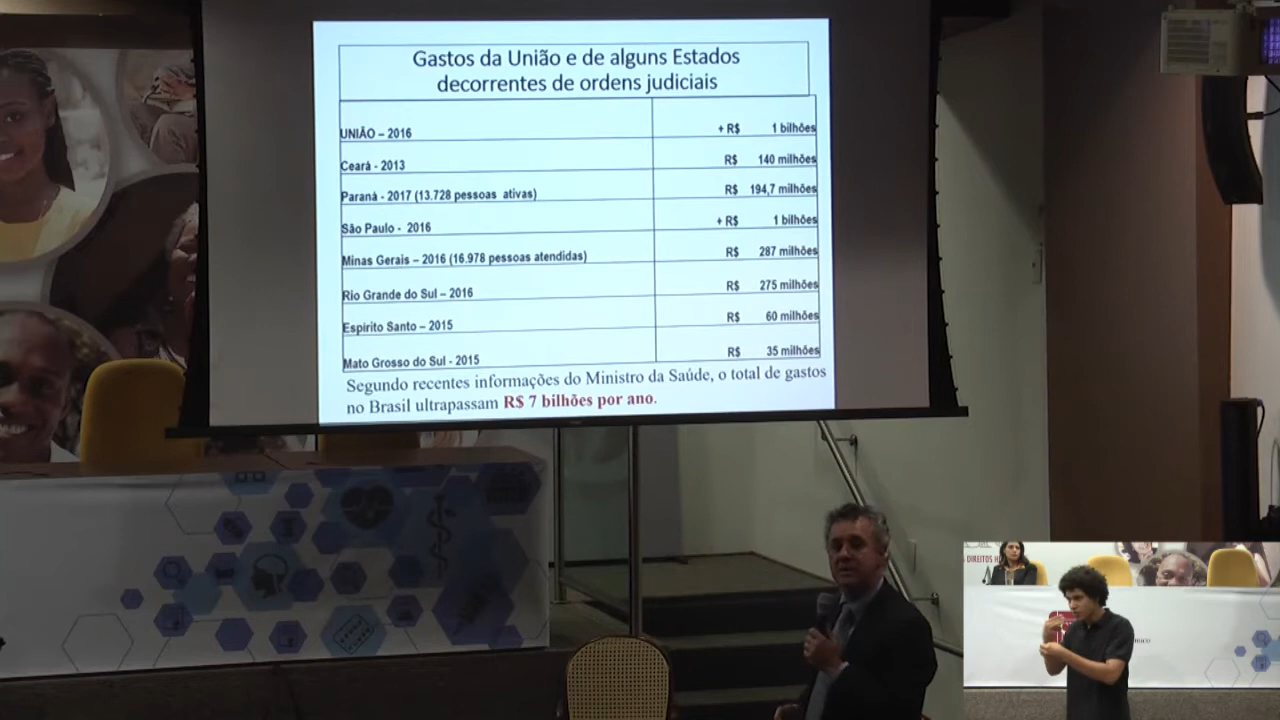 Gastos da União e de alguns Estados
decorrentes de ordens judiciais
UNIÃO – 2016 + R$ 1 bilhões
Ceará - 2013 R$ 140 milhões
Paraná - 2017 (13.728 pessoas ativas) R$ 194,7 milhões
São Paulo - 2016 + R$ 1 bilhões
Minas Gerais – 2016 (16.978 pessoas atendidas) R$ 287 milhões
Rio Grande do Sul – 2016 R$ 275 milhões
Espírito Santo – 2015 R$ 60 milhões
Mato Grosso do Sul - 2015 R$ 35 milhões
Segundo recentes informações do Ministro da Saúde, o total de gastos
no Brasil ultrapassam R$ 7 bilhões por ano.
DIREITOS